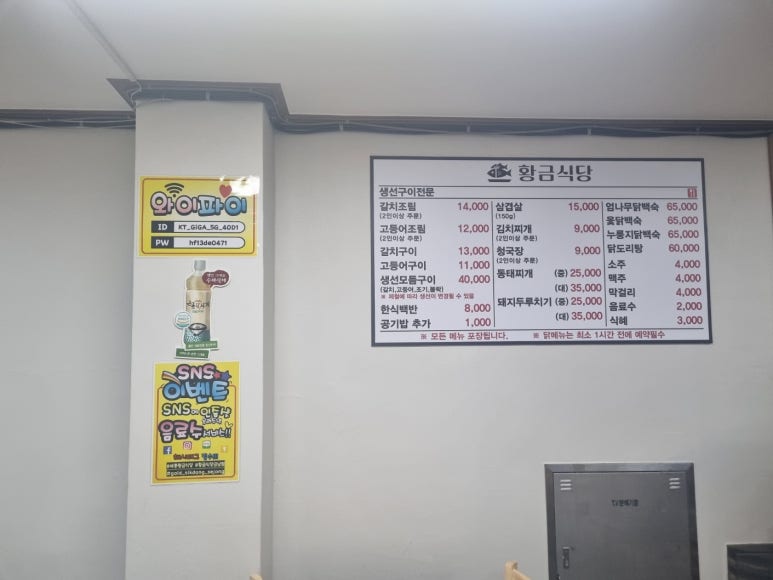 와이파이
ID KT_GiGA_5G_40D1
PW hf13de0471
SNS
이벤트
SNS에 인증샷
음료수 서비스!!
@gold_sikdong_sejong
황금식당
생선구이전문
갈치조림 14,000
(2인이상 주문)
고등어조림 12,000
(2인이상 주문)
갈치구이 13,000
고등어구이 11,000
생선모듬구이 40,000
(갈치,고등어,조기,볼락)
※ 계절에 따라 생선이 변경될 수 있음
한식백반 8,000
공기밥 추가 1,000
삼겹살 15,000
(150g)
김치찌개 9,000
(2인이상 주문)
청국장 9,000
(2인이상 주문)
동태찌개 (중) 25,000
(대) 35,000
돼지두루치기 (중) 25,000
(대) 35,000
엄나무닭백숙 65,000
옻닭백숙 65,000
누룽지닭백숙 65,000
닭도리탕 60,000
소주 4,000
맥주 4,000
막걸리 4,000
음료수 2,000
식혜 3,000
※ 모든 메뉴 포장됩니다. ※ 닭메뉴는 최소 1시간 전에 예약필수